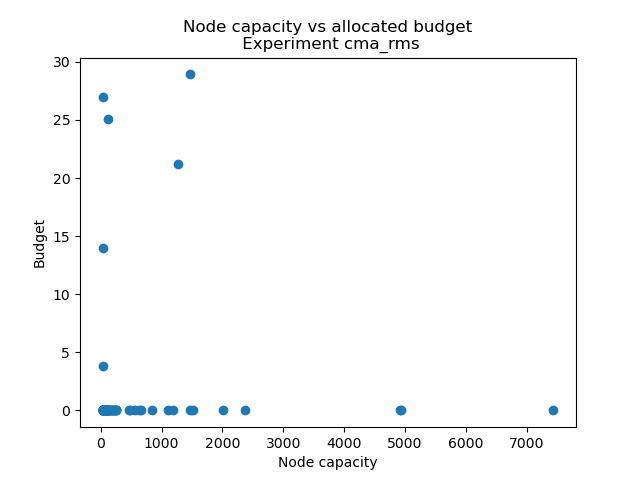 Node capacity vs allocated budget
Experiment cma_rms
30
25
20
15
10
5
0
Budget
0 1000 2000 3000 4000 5000 6000 7000
Node capacity